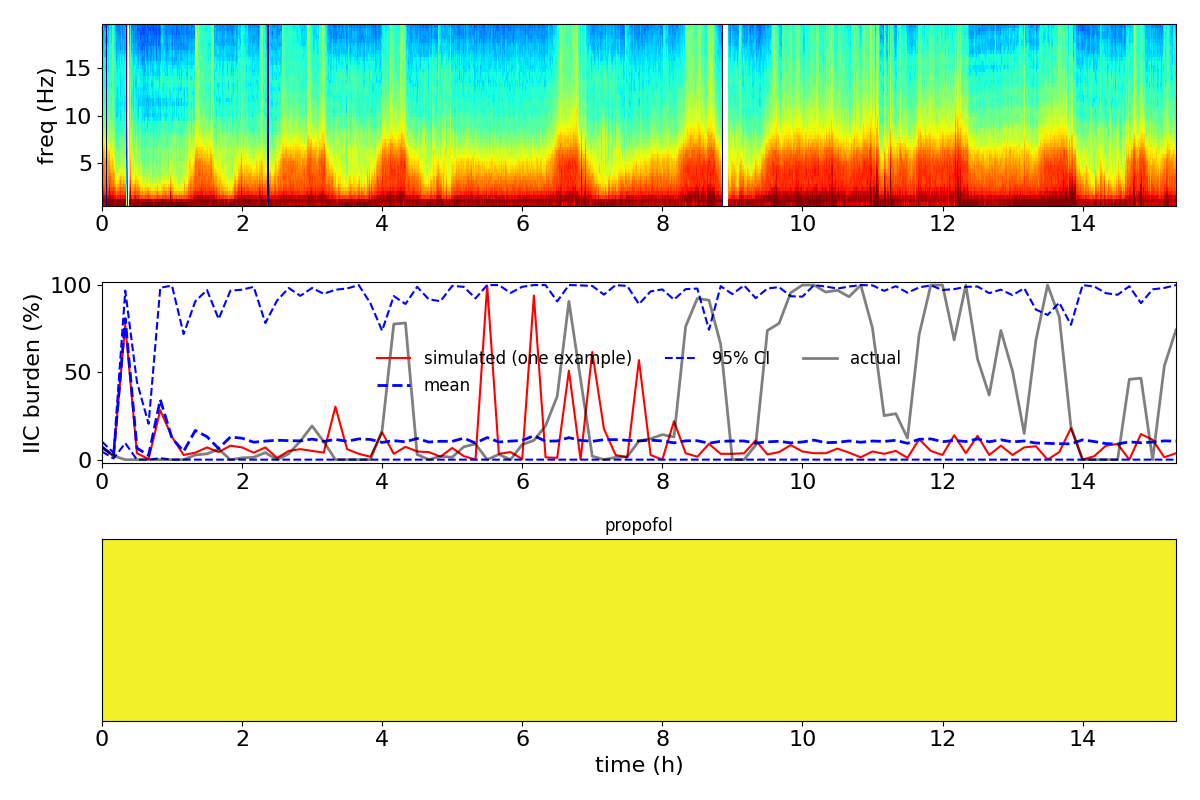 freq (Hz)
15
10
5
0 2 4 6 8 10 12 14
IIC burden (%)
100
50
0
simulated (one example) 95% CI actual
mean
0 2 4 6 8 10 12 14
propofol
0 2 4 6 8 10 12 14
time (h)